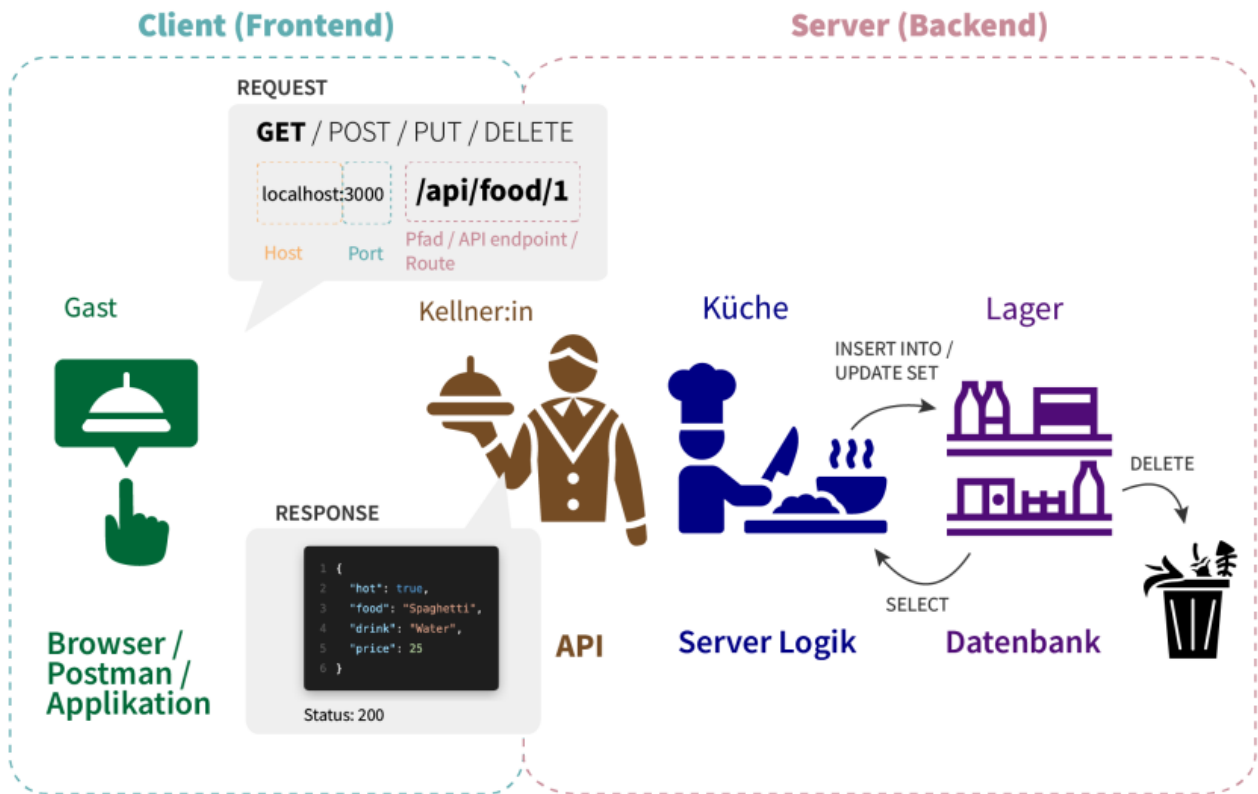 Client (Frontend)
Server (Backend)
REQUEST
GET / POST / PUT / DELETE
localhost:3000
/api/food/1
Host
Port
Pfad / API endpoint /
Route
Gast
Kellner:in
Küche
Lager
INSERT INTO /
UPDATE SET
DELETE
SELECT
RESPONSE
1 {
2 "hot": true,
3 "food": "Spaghetti",
4 "drink": "Water",
5 "price": 25
6 }
Status: 200
Browser /
Postman /
Applikation
API
Server Logik
Datenbank